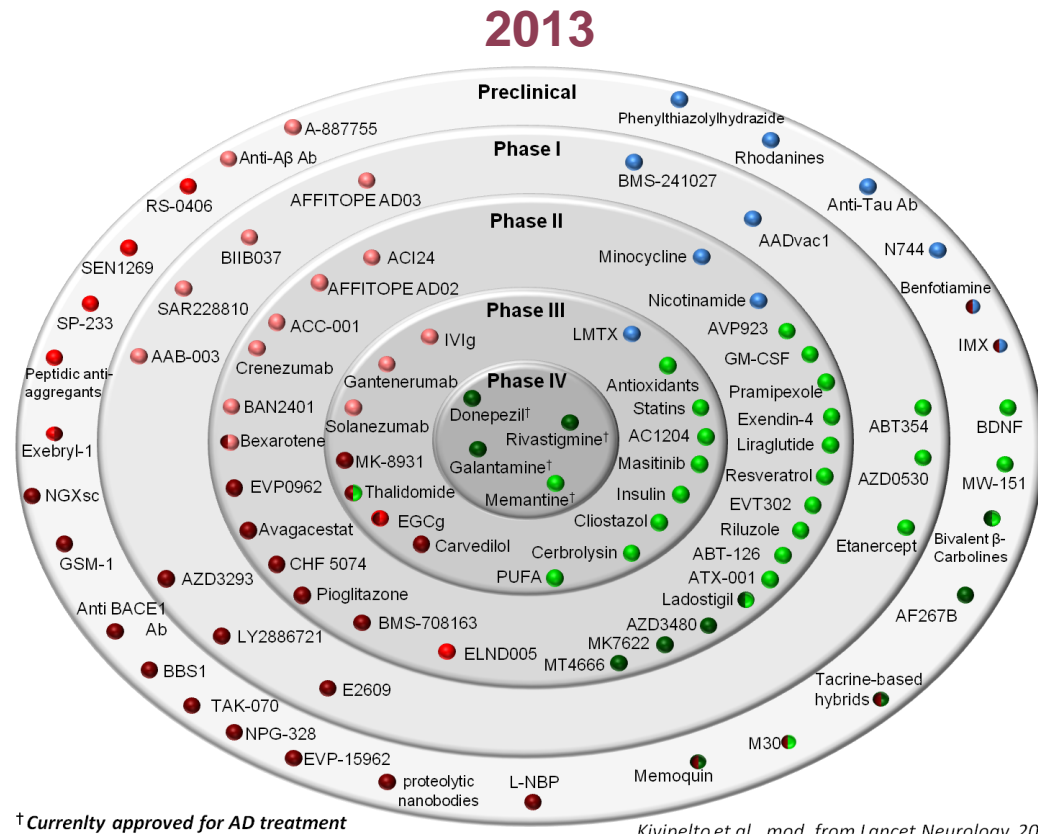 2013
Preclinical
Phenylthiazolylhydrazide
A-887755
Rhodanines
Anti-Aβ Ab
Phase I
BMS-241027
RS-0406
AFFITOPE AD03
Anti-Tau Ab
Phase II
AADvac1
SEN1269
BIIB037
ACI24
Minocycline
N744
AFFITOPE AD02
Benfotiamine
SP-233
SAR228810
Phase III
Nicotinamide
ACC-001
IVIg
LMTX
AVP923
IMX
AAB-003
Crenezumab
GM-CSF
Peptidic anti-
aggregants
Gantenerumab
Phase IV
Antioxidants
Pramipexole
BAN2401
Donepezil†
Statins
Exendin-4
ABT354
BDNF
Solanezumab
Rivastigmine†
AC1204
Liraglutide
Exebryl-1
Bexarotene
MK-8931
Galantamine†
Masitinib
Resveratrol
AZD0530
MW-151
NGXsc
EVP0962
Thalidomide
Memantine†
Insulin
EVT302
EGCg
Cliostazol
Riluzole
Etanercept
Bivalent β-
Carbolines
Avagacestat
Carvedilol
Cerbrolysin
ABT-126
GSM-1
CHF 5074
PUFA
ATX-001
AZD3293
Pioglitazone
Ladostigil
Anti BACE1
Ab
AF267B
BMS-708163
AZD3480
LY2886721
ELND005
MK7622
MT4666
BBS1
E2609
Tacrine-based
hybrids
TAK-070
NPG-328
M30
EVP-15962
Memoquin
proteolytic
nanobodies
L-NBP
† Currenlty approved for AD treatment
Kivipelto et al., mod. from Lancet Neurology, 20